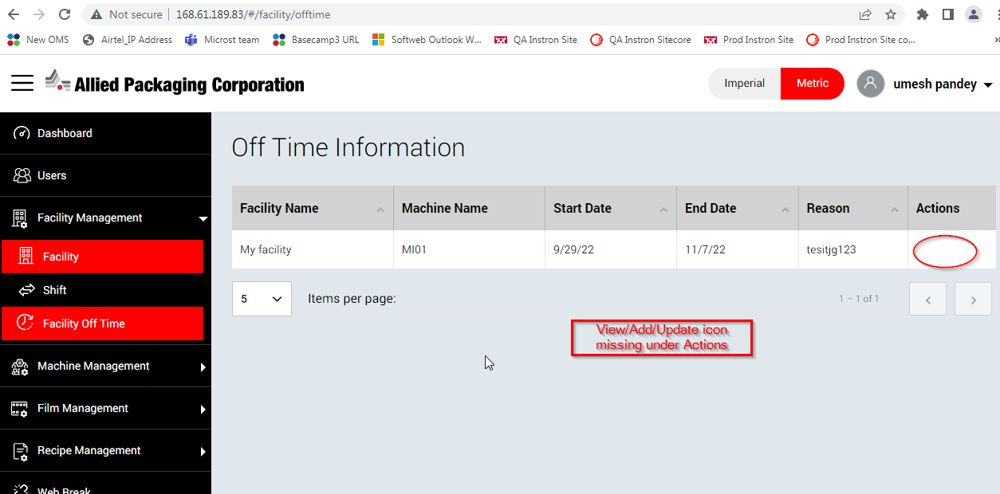 Not secure 168.61.189.83/#/facility/offtime
New OMS Airtel_IP Address Microst team Basecamp3 URL Softweb Outlook W... QA Instron Site QA Instron Sitecore Prod Instron Site Prod Instron Site co...
Allied Packaging Corporation Imperial Metric umesh pandey
Dashboard
Users
Facility Management
Facility
Shift
Facility Off Time
Machine Management
Film Management
Recipe Management
Web Break
Off Time Information
Facility Name Machine Name Start Date End Date Reason Actions
My facility MI01 9/29/22 11/7/22 tesitjg123
5 Items per page: 1 – 1 of 1
View/Add/Update icon
missing under Actions